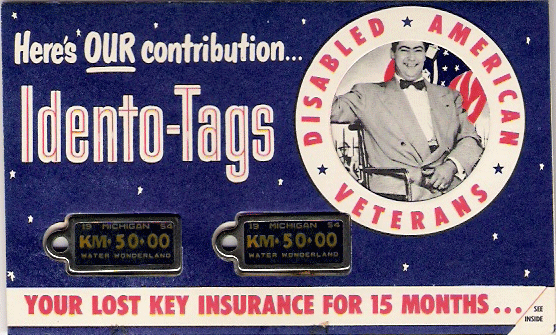 Here's OUR contribution...
Idento-Tags
DISABLED AMERICAN VETERANS
19 MICHIGAN 54
KM·50·00
WATER WONDERLAND
19 MICHIGAN 54
KM·50·00
WATER WONDERLAND
YOUR LOST KEY INSURANCE FOR 15 MONTHS...
SEE
INSIDE